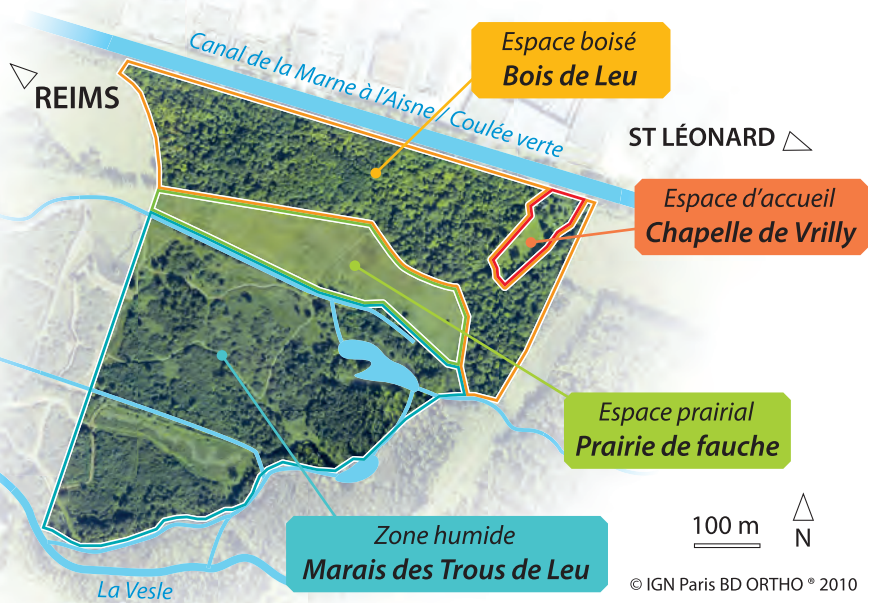 Espace boisé
Bois de Leu
Canal de la Marne à l'Aisne / Coulée verte
REIMS
ST LÉONARD
Espace d'accueil
Chapelle de Vrilly
Espace prairial
Prairie de fauche
Zone humide
Marais des Trous de Leu
100 m
N
La Vesle
© IGN Paris BD ORTHO ® 2010